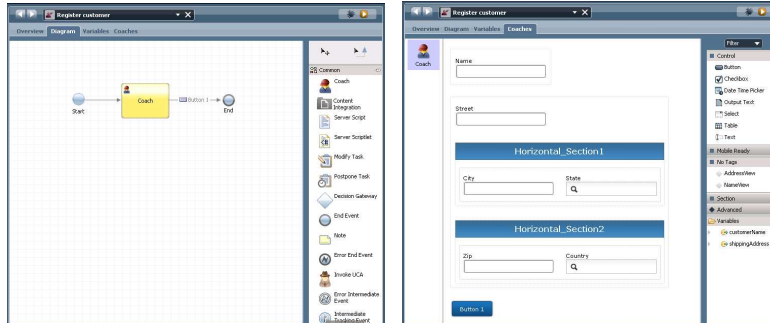 Register customer
Overview Diagram Variables Coaches
Common
Coach
Content
Integration
Server Script
Server Scriptlet
Modify Task
Postpone Task
Decision Gateway
End Event
Note
Error End Event
Invoke UCA
Error Intermediate
Event
Intermediate
Tracking Event
Start
Coach
Button 1
End
Register customer
Overview Diagram Variables Coaches
Coach
Name
Street
Horizontal_Section1
City State
Horizontal_Section2
Zip Country
Button 1
Filter
Control
Button
Checkbox
Date Time Picker
Output Text
Select
Table
Text
Mobile Ready
No Tags
AddressView
NameView
Section
Advanced
Variables
customerName
shippingAddress